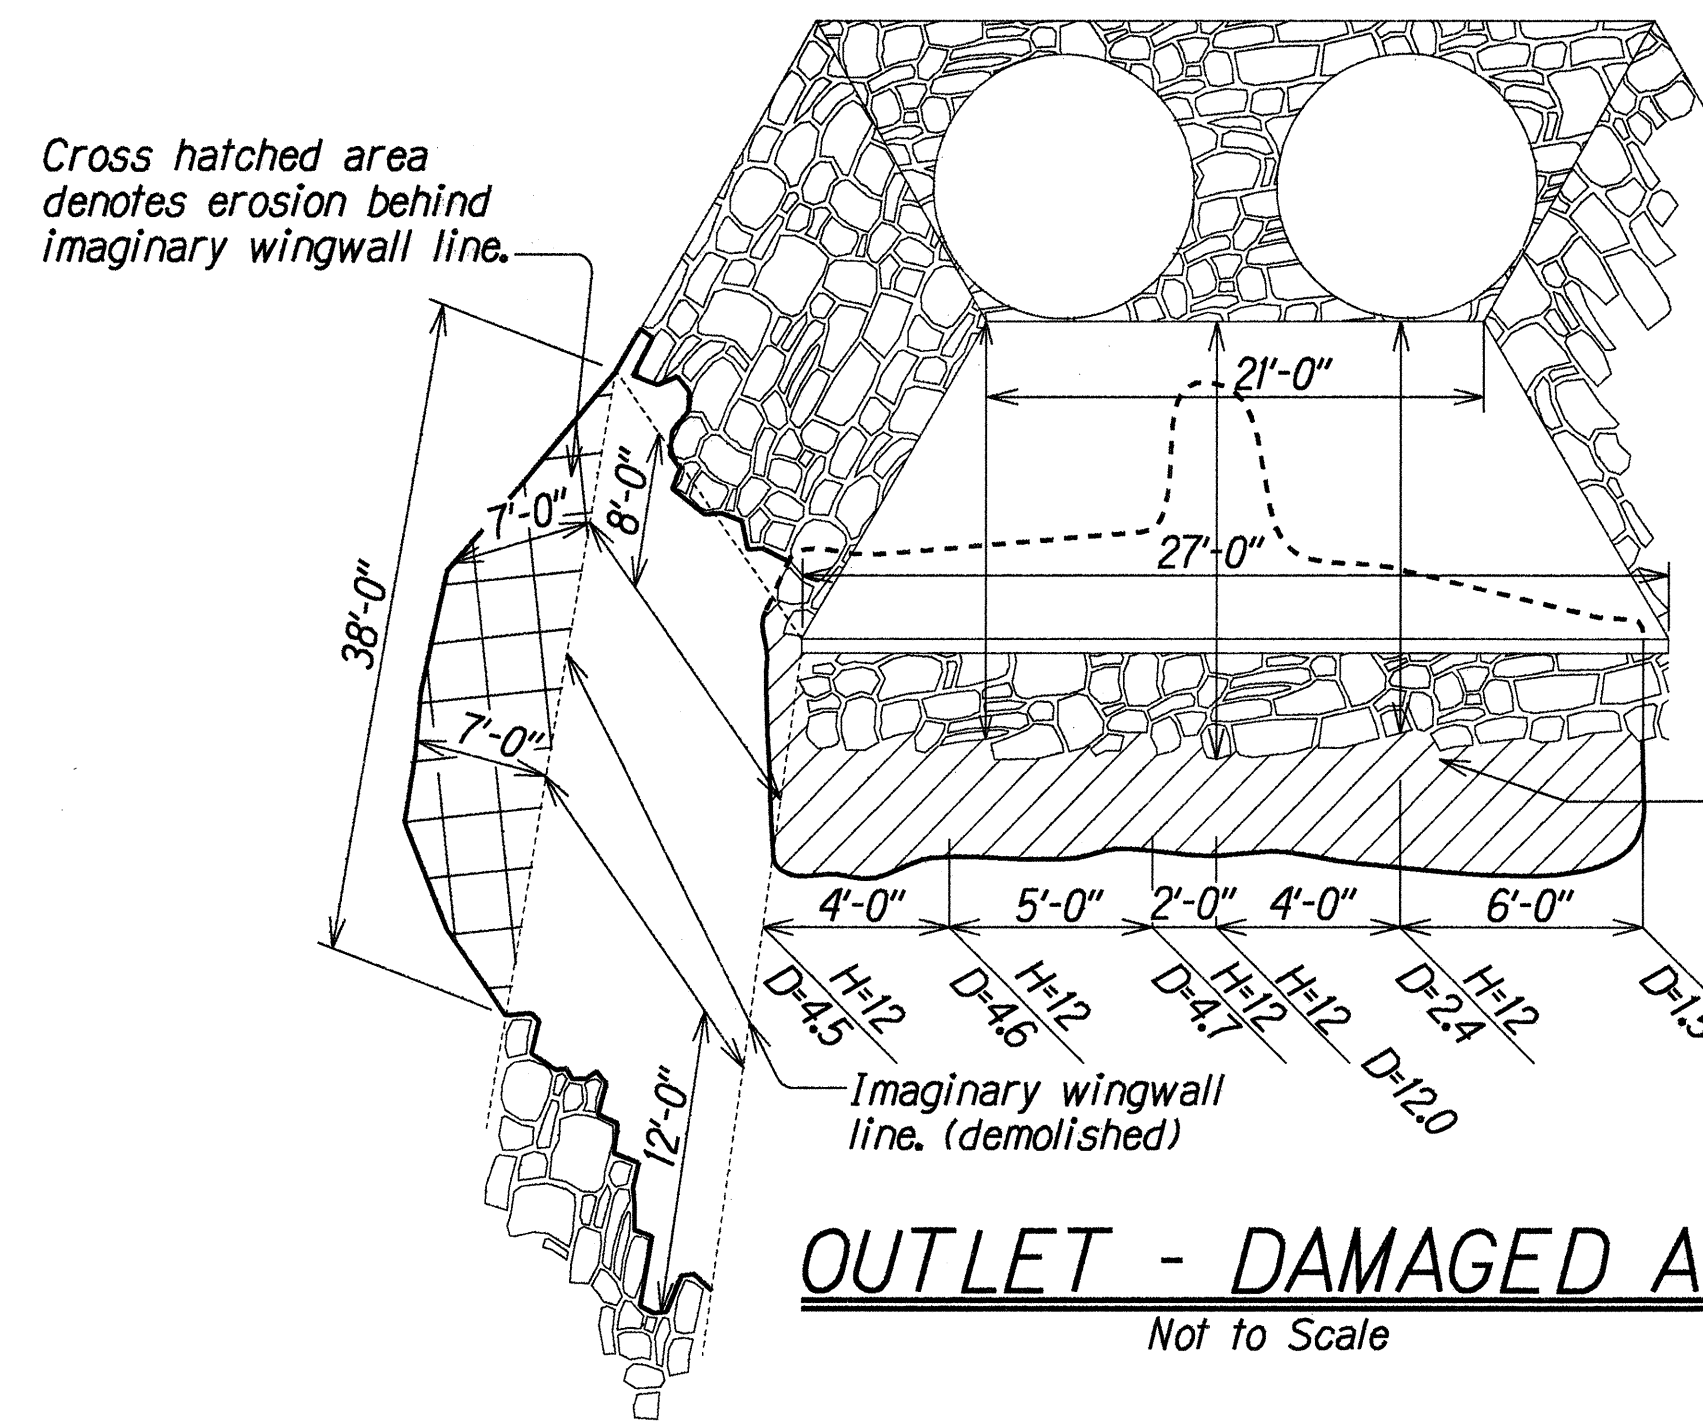 Cross hatched area
denotes erosion behind
imaginary wingwall line.
21'-0"
7'-0"
8'-0"
27'-0"
38'-0"
7'-0"
4'-0"
5'-0"
2'-0"
4'-0"
6'-0"
H=12
D=4.5
H=12
D=4.6
H=12
D=4.7
H=12
D=12.0
H=12
D=2.4
Imaginary wingwall
line. (demolished)
12'-0"
OUTLET - DAMAGED A
Not to Scale